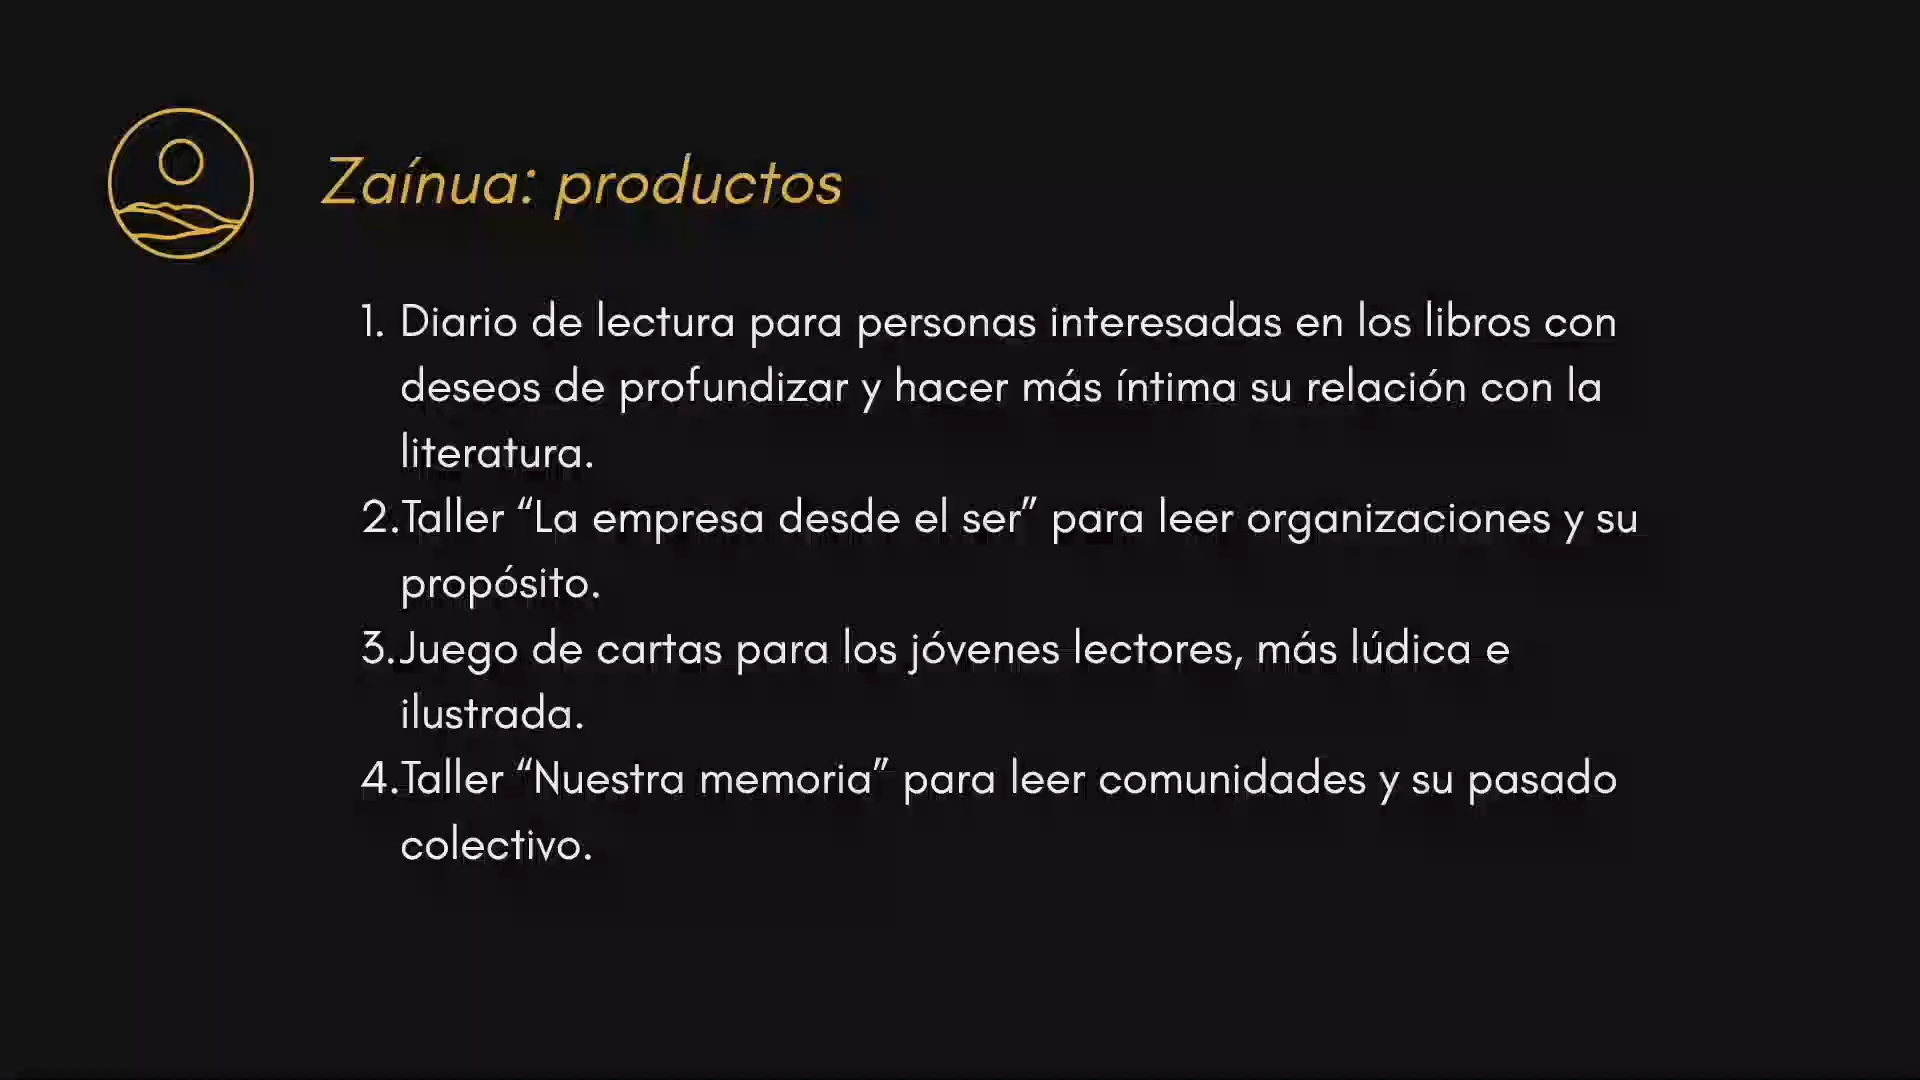 Zaínua: productos
1. Diario de lectura para personas interesadas en los libros con
deseos de profundizar y hacer más íntima su relación con la
literatura.
2.Taller “La empresa desde el ser” para leer organizaciones y su
propósito.
3.Juego de cartas para los jóvenes lectores, más lúdica e
ilustrada.
4.Taller “Nuestra memoria” para leer comunidades y su pasado
colectivo.